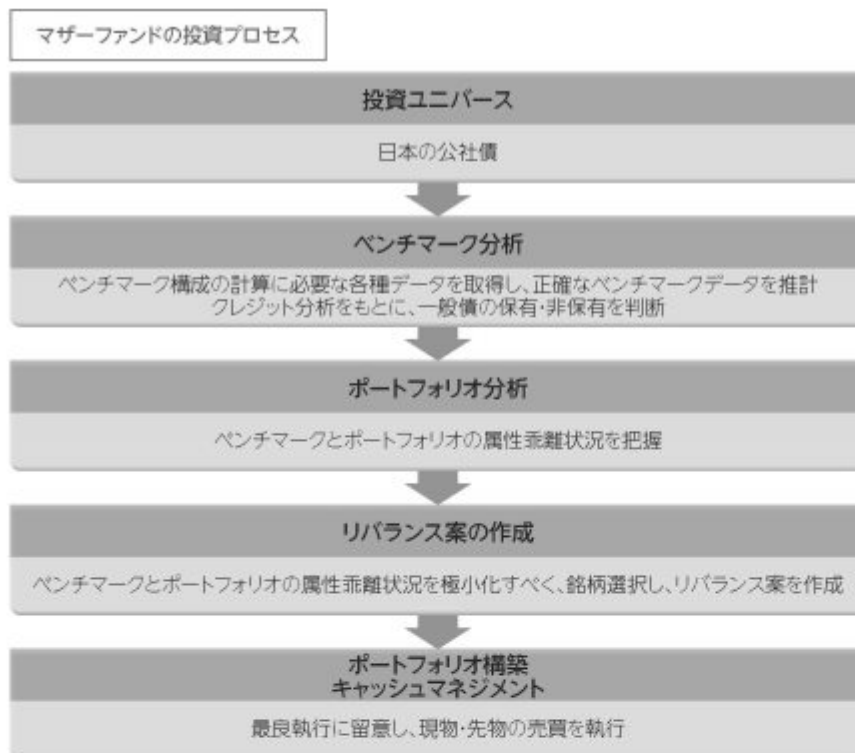 マザーファンドの投資プロセス
投資ユニバース
日本の公社債
ベンチマーク分析
ベンチマーク構成の計算に必要な各種データを取得し、正確なベンチマークデータを推計
クレジット分析をもとに、一般債の保有・非保有を判断
ポートフォリオ分析
ベンチマークとポートフォリオの属性乖離状況を把握
リバランス案の作成
ベンチマークとポートフォリオの属性乖離状況を極小化すべく、銘柄選択し、リバランス案を作成
ポートフォリオ構築
キャッシュマネジメント
最良執行に留意し、現物・先物の売買を執行